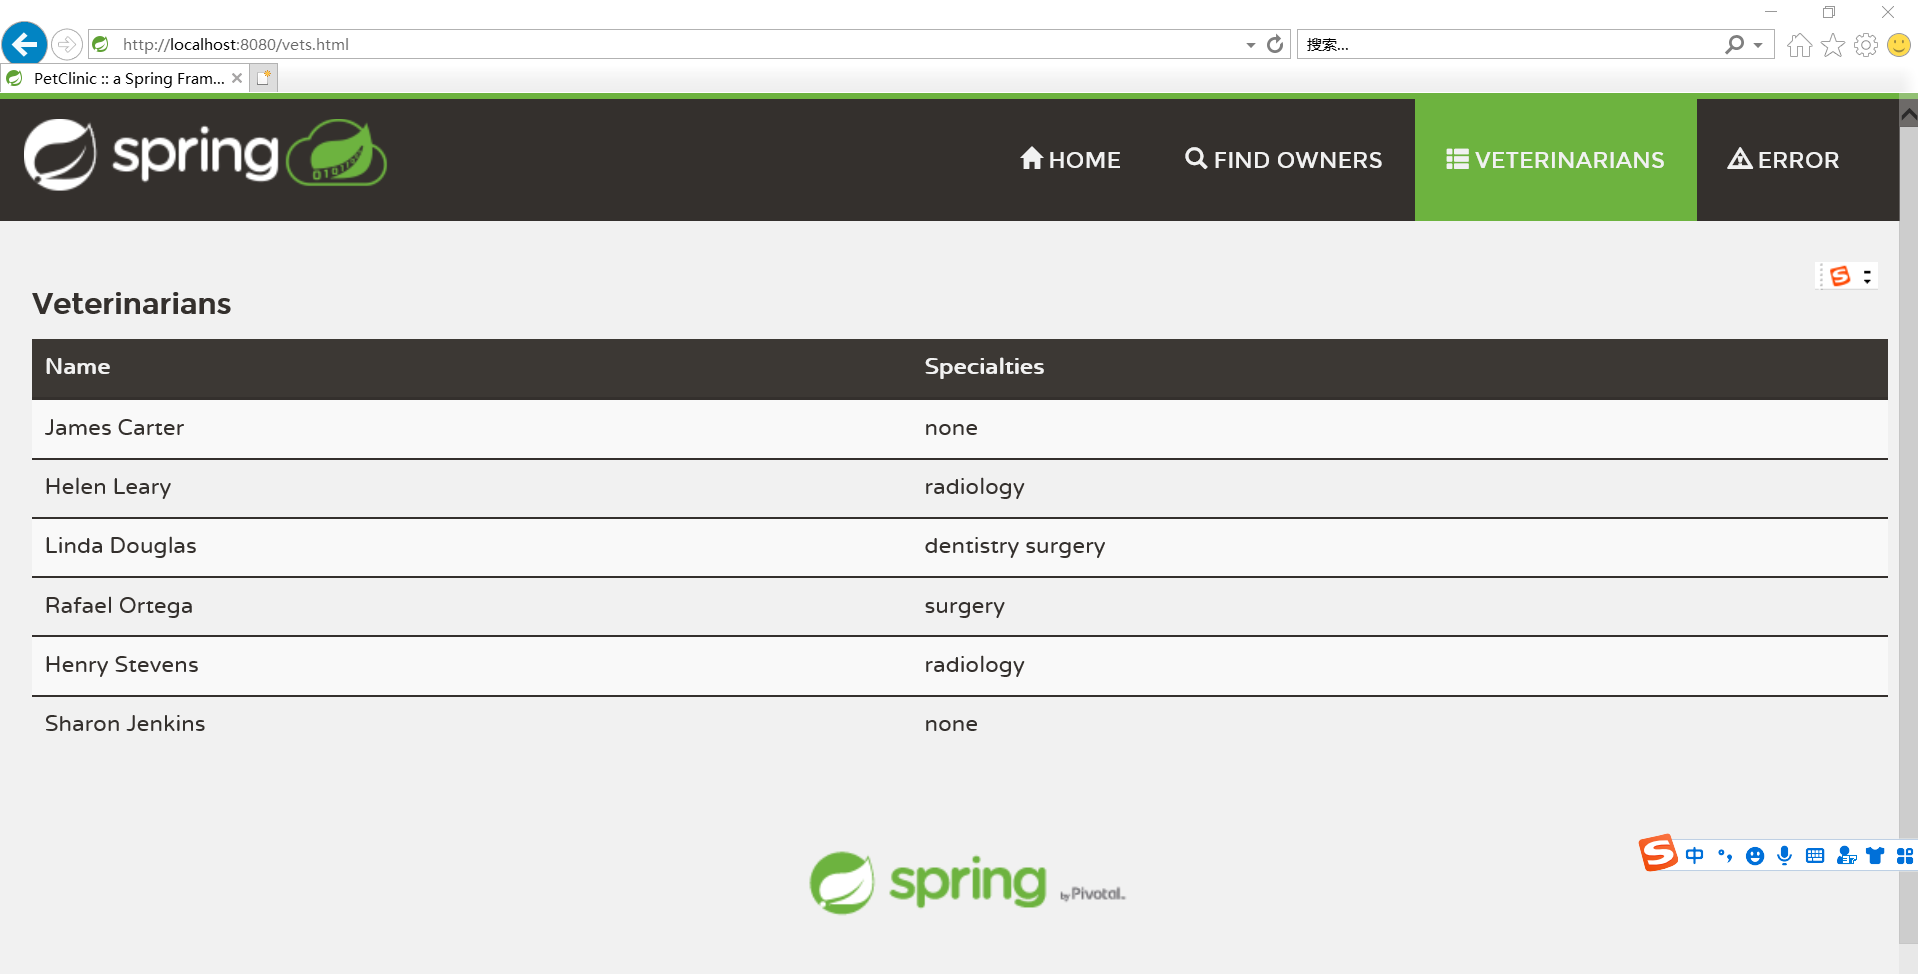 http://localhost:8080/vets.html
搜索...
PetClinic :: a Spring Fram...
spring
HOME
FIND OWNERS
VETERINARIANS
ERROR
Veterinarians
Name Specialties
James Carter none
Helen Leary radiology
Linda Douglas dentistry surgery
Rafael Ortega surgery
Henry Stevens radiology
Sharon Jenkins none
中
spring by Pivotal